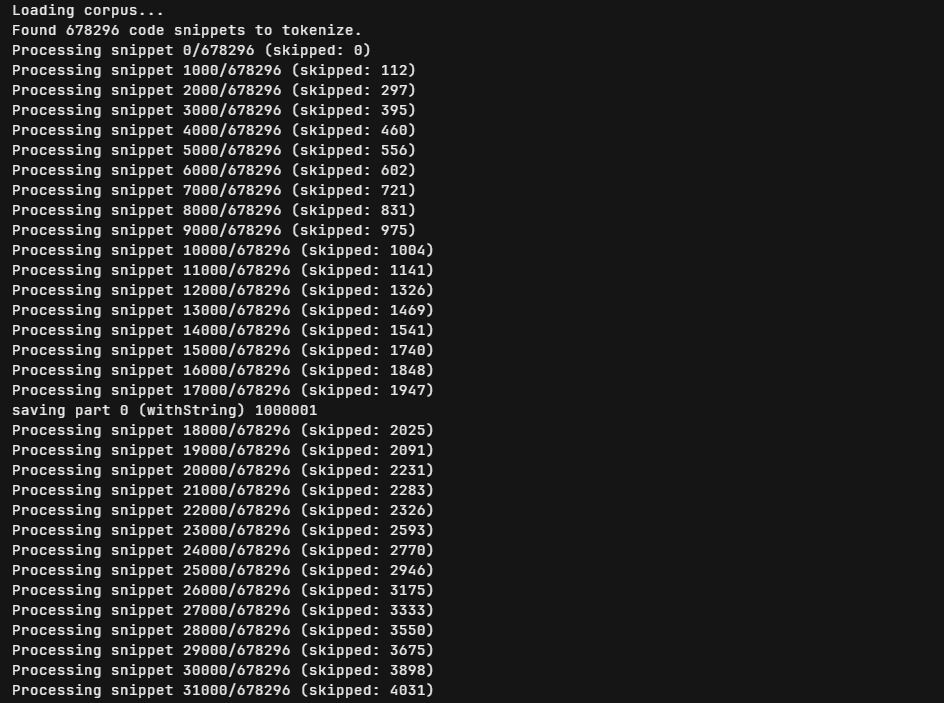 Loading corpus...
Found 678296 code snippets to tokenize.
Processing snippet 0/678296 (skipped: 0)
Processing snippet 1000/678296 (skipped: 112)
Processing snippet 2000/678296 (skipped: 297)
Processing snippet 3000/678296 (skipped: 395)
Processing snippet 4000/678296 (skipped: 460)
Processing snippet 5000/678296 (skipped: 556)
Processing snippet 6000/678296 (skipped: 602)
Processing snippet 7000/678296 (skipped: 721)
Processing snippet 8000/678296 (skipped: 831)
Processing snippet 9000/678296 (skipped: 975)
Processing snippet 10000/678296 (skipped: 1004)
Processing snippet 11000/678296 (skipped: 1141)
Processing snippet 12000/678296 (skipped: 1326)
Processing snippet 13000/678296 (skipped: 1469)
Processing snippet 14000/678296 (skipped: 1541)
Processing snippet 15000/678296 (skipped: 1740)
Processing snippet 16000/678296 (skipped: 1848)
Processing snippet 17000/678296 (skipped: 1947)
saving part 0 (withString) 1000001
Processing snippet 18000/678296 (skipped: 2025)
Processing snippet 19000/678296 (skipped: 2091)
Processing snippet 20000/678296 (skipped: 2231)
Processing snippet 21000/678296 (skipped: 2283)
Processing snippet 22000/678296 (skipped: 2326)
Processing snippet 23000/678296 (skipped: 2593)
Processing snippet 24000/678296 (skipped: 2770)
Processing snippet 25000/678296 (skipped: 2946)
Processing snippet 26000/678296 (skipped: 3175)
Processing snippet 27000/678296 (skipped: 3333)
Processing snippet 28000/678296 (skipped: 3550)
Processing snippet 29000/678296 (skipped: 3675)
Processing snippet 30000/678296 (skipped: 3898)
Processing snippet 31000/678296 (skipped: 4031)